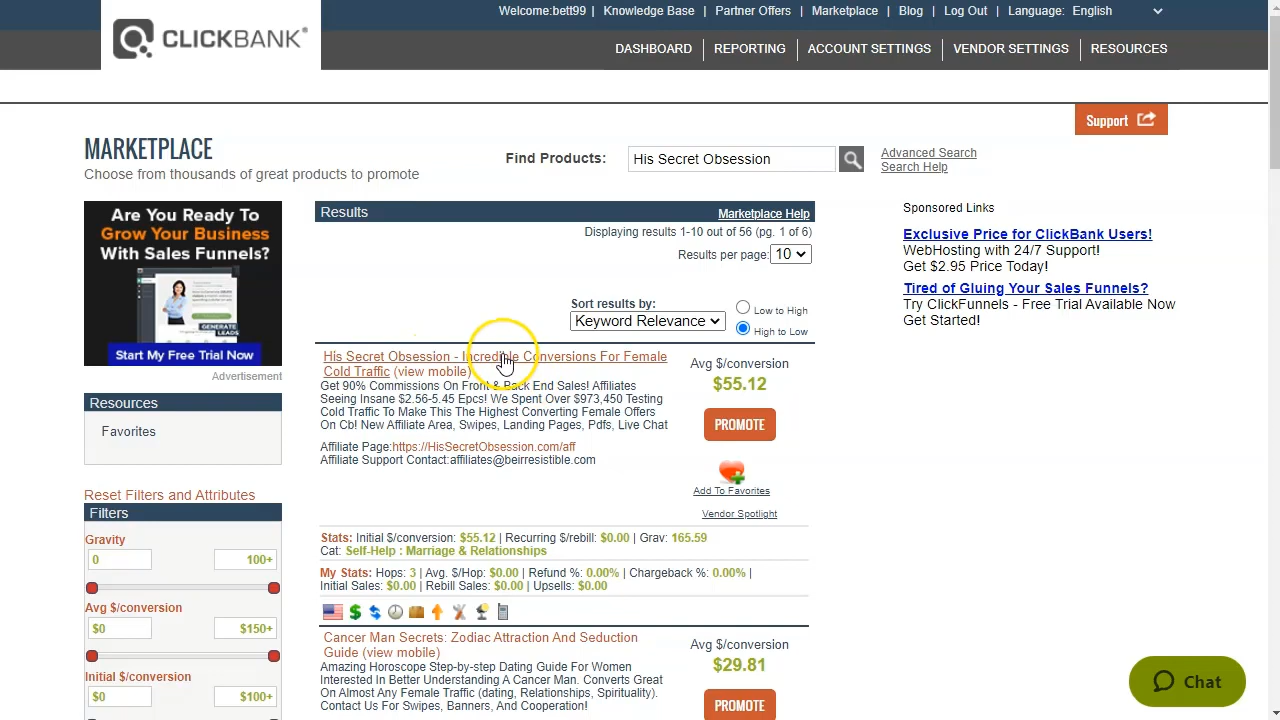 Welcome:bett99 | Knowledge Base | Partner Offers | Marketplace | Blog | Log Out | Language: English
CLICKBANK®
DASHBOARD | REPORTING | ACCOUNT SETTINGS | VENDOR SETTINGS | RESOURCES
Support
MARKETPLACE
Choose from thousands of great products to promote
Find Products: His Secret Obsession
Advanced Search
Search Help
Are You Ready To
Grow Your Business
With Sales Funnels?
GENERATE
LEADS
Start My Free Trial Now
Advertisement
Resources
Favorites
Reset Filters and Attributes
Filters
Gravity
0 100+
Avg $/conversion
$0 $150+
Initial $/conversion
$0 $100+
Results Marketplace Help
Displaying results 1-10 out of 56 (pg. 1 of 6)
Results per page: 10
Sort results by:
Keyword Relevance
Low to High
High to Low
His Secret Obsession - Incredible Conversions For Female
Cold Traffic (view mobile)
Get 90% Commissions On Front & Back End Sales! Affiliates
Seeing Insane $2.56-5.45 Epcs! We Spent Over $973,450 Testing
Cold Traffic To Make This The Highest Converting Female Offers
On Cb! New Affiliate Area, Swipes, Landing Pages, Pdfs, Live Chat
Affiliate Page:https://HisSecretObsession.com/aff
Affiliate Support Contact:affiliates@beirresistible.com
Avg $/conversion
$55.12
PROMOTE
Add To Favorites
Vendor Spotlight
Stats: Initial $/conversion: $55.12 | Recurring $/rebill: $0.00 | Grav: 165.59
Cat: Self-Help : Marriage & Relationships
My Stats: Hops: 3 | Avg. $/Hop: $0.00 | Refund %: 0.00% | Chargeback %: 0.00% |
Initial Sales: $0.00 | Rebill Sales: $0.00 | Upsells: $0.00
Cancer Man Secrets: Zodiac Attraction And Seduction
Guide (view mobile)
Amazing Horoscope Step-by-step Dating Guide For Women
Interested In Better Understanding A Cancer Man. Converts Great
On Almost Any Female Traffic (dating, Relationships, Spirituality).
Contact Us For Swipes, Banners, And Cooperation!
Avg $/conversion
$29.81
PROMOTE
Sponsored Links
Exclusive Price for ClickBank Users!
WebHosting with 24/7 Support!
Get $2.95 Price Today!
Tired of Gluing Your Sales Funnels?
Try ClickFunnels - Free Trial Available Now
Get Started!
Chat